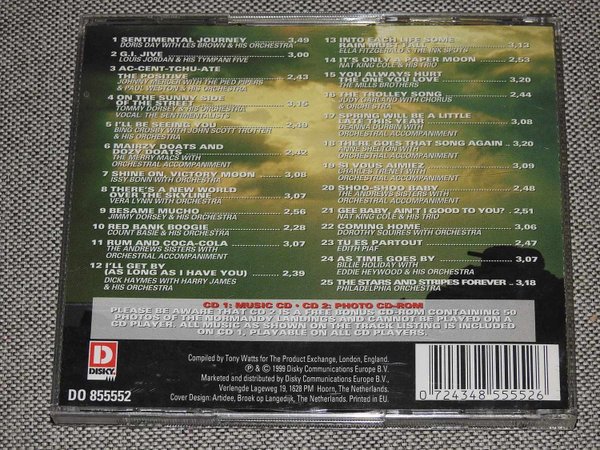 1 SENTIMENTAL JOURNEY 3,49
DORIS DAY WITH LES BROWN & HIS ORCHESTRA
2 G.I. JIVE 3,00
LOUIS JORDAN & HIS TYMPANI FIVE
3 AC-CENT-TCHU-ATE
THE POSITIVE 2,43
JOHNNY MERCER WITH THE PIED PIPERS
& PAUL WESTON & HIS ORCHESTRA
4 ON THE SUNNY SIDE
OF THE STREET 3,15
TOMMY DORSEY & HIS ORCHESTRA
VOCAL: THE SENTIMENTALISTS
5 I'LL BE SEEING YOU
BING CROSBY WITH JOHN SCOTT TROTTER
& HIS ORCHESTRA
6 MAIRZY DOATS AND
DOZY DOATS 2,42
THE MERRY MACS WITH
ORCHESTRAL ACCOMPANIMENT
7 SHINE ON, VICTORY MOON 3,08
ISSY BONN WITH ORCHESTRA
8 THERE'S A NEW WORLD
OVER THE SKYLINE 3,07
VERA LYNN WITH ORCHESTRA
9 BESAME MUCHO 2,56
JIMMY DORSEY & HIS ORCHESTRA
10 RED BANK BOOGIE 2,28
COUNT BASIE & HIS ORCHESTRA
11 RUM AND COCA-COLA 3,07
THE ANDREWS SISTERS WITH
ORCHESTRAL ACCOMPANIMENT
12 I'LL GET BY
(AS LONG AS I HAVE YOU) 2,39
DICK HAYMES WITH HARRY JAMES
& HIS ORCHESTRA
13 INTO EACH LIFE SOME
RAIN MUST FALL 3,13
ELLA FITZGERALD & THE INK SPOTS
14 IT'S ONLY A PAPER MOON 2,53
NAT KING COLE & HIS TRIO
15 YOU ALWAYS HURT
THE ONE YOU LOVE 3,20
THE MILLS BROTHERS
16 THE TROLLEY SONG 2,44
JUDY GARLAND WITH CHORUS
& ORCHESTRA
17 SPRING WILL BE A LITTLE
LATE THIS YEAR 3,08
DEANNA DURBIN WITH
ORCHESTRAL ACCOMPANIMENT
18 THERE GOES THAT SONG AGAIN 3,20
ANNE SHELTON WITH
ORCHESTRAL ACCOMPANIMENT
19 SI VOUS AIMIEZ 3,09
CHARLES TRENET WITH
ORCHESTRAL ACCOMPANIMENT
20 SHOO-SHOO BABY 2,48
THE ANDREWS SISTERS WITH
ORCHESTRAL ACCOMPANIMENT
21 GEE BABY, AIN'T I GOOD TO YOU? 2,51
NAT KING COLE & HIS TRIO
22 COMING HOME 3,06
DOROTHY SQUIRES WITH ORCHESTRA
23 TU ES PARTOUT 2,47
EDITH PIAF
24 AS TIME GOES BY 3,07
BILLIE HOLIDAY WITH
EDDIE HEYWOOD & HIS ORCHESTRA
25 THE STARS AND STRIPES FOREVER 3,18
PHILADELPHIA ORCHESTRA
CD 1: MUSIC CD • CD 2: PHOTO CD-ROM
PLEASE BE AWARE THAT CD 2 IS A FREE BONUS CD-ROM CONTAINING 50
PHOTOS OF THE NORMANDY LANDINGS AND CANNOT BE PLAYED ON A
CD PLAYER. ALL MUSIC AS SHOWN ON THE TRACK LISTING IS INCLUDED
ON CD 1, PLAYABLE ON ALL CD PLAYERS.
D
DISKY
DO 855552
Compiled by Tony Watts for The Product Exchange, London, England.
℗ & © 1999 Disky Communications Europe B.V.
Marketed and distributed by Disky Communications Europe B.V.
Verlengde Lageweg 19, 1628 PM Hoorn, The Netherlands.
Cover Design: Artidee, Broek op Langedijk, The Netherlands. Printed in EU.
0 724348 555526